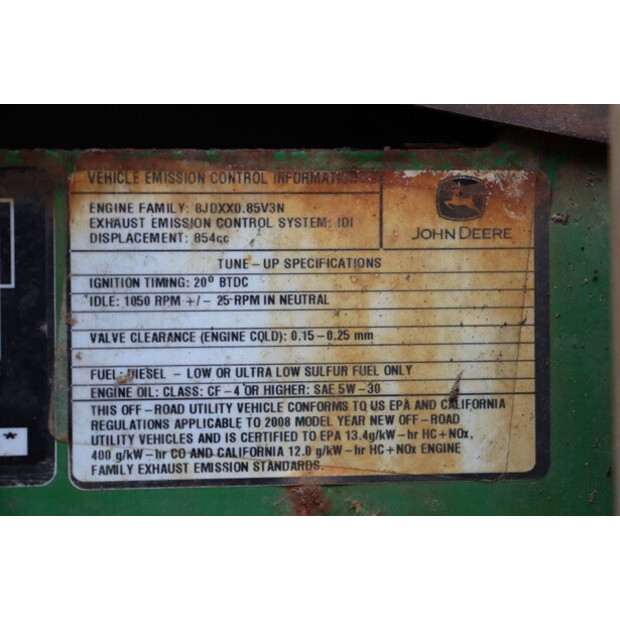 VEHICLE EMISSION CONTROL INFORMATION
ENGINE FAMILY: 8JDXX0.85V3N
EXHAUST EMISSION CONTROL SYSTEM: IDI
DISPLACEMENT: 854cc
JOHN DEERE
TUNE-UP SPECIFICATIONS
IGNITION TIMING: 20° BTDC
IDLE: 1050 RPM +/- 25 RPM IN NEUTRAL
VALVE CLEARANCE (ENGINE COLD): 0.15-0.25 mm
FUEL: DIESEL - LOW OR ULTRA LOW SULFUR FUEL ONLY
ENGINE OIL: CLASS: CF-4 OR HIGHER: SAE 5W-30
THIS OFF-ROAD UTILITY VEHICLE CONFORMS TO US EPA AND CALIFORNIA
REGULATIONS APPLICABLE TO 2008 MODEL YEAR NEW OFF-ROAD
UTILITY VEHICLES AND IS CERTIFIED TO EPA 13.4g/kW-hr HC+NOx,
400 g/kW-hr CO AND CALIFORNIA 12.0 g/kW-hr HC+NOx ENGINE
FAMILY EXHAUST EMISSION STANDARDS.
*